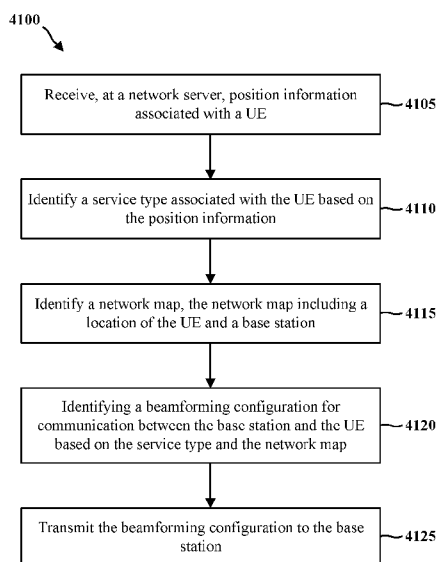 4100
Receive, at a network server, position information
associated with a UE
4105
Identify a service type associated with the UE based on
the position information
4110
Identify a network map, the network map including a
location of the UE and a base station
4115
Identifying a beamforming configuration for
communication between the base station and the UE
based on the service type and the network map
4120
Transmit the beamforming configuration to the base
station
4125